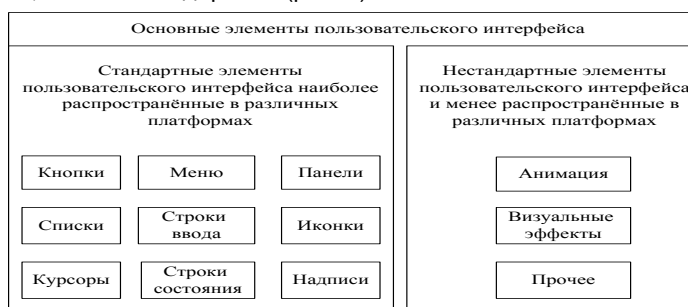 Основные элементы пользовательского интерфейса
Стандартные элементы
пользовательского интерфейса наиболее
распространённые в различных
платформах
Нестандартные элементы
пользовательского интерфейса
и менее распространённые в
различных платформах
Кнопки
Меню
Панели
Списки
Строки
ввода
Иконки
Курсоры
Строки
состояния
Надписи
Анимация
Визуальные
эффекты
Прочее